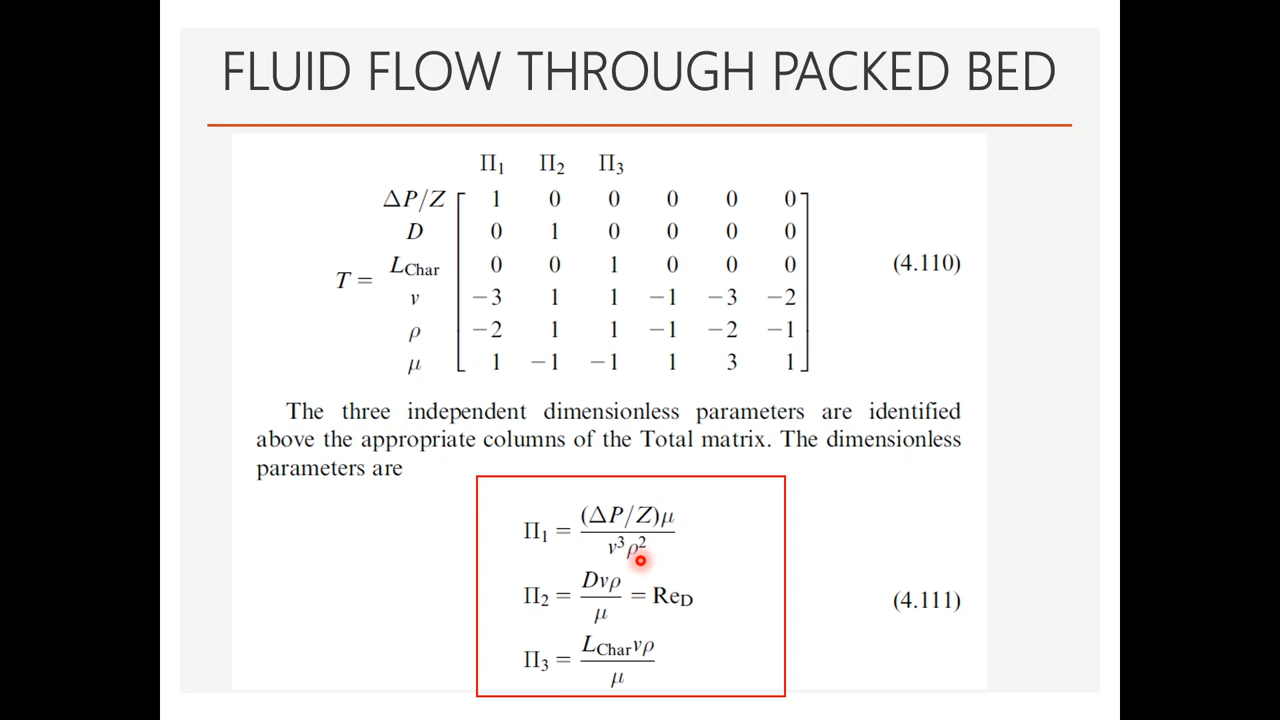 FLUID FLOW THROUGH PACKED BED
Π₁ Π₂ Π₃
ΔP/Z 1 0 0 0 0 0
D 0 1 0 0 0 0
L_Char 0 0 1 0 0 0
T = (4.110)
v −3 1 1 −1 −3 −2
ρ −2 1 1 −1 −2 −1
μ 1 −1 −1 1 3 1
The three independent dimensionless parameters are identified
above the appropriate columns of the Total matrix. The dimensionless
parameters are
Π₁ = (ΔP/Z)μ / v³ρ²
Π₂ = Dvρ / μ = Re_D (4.111)
Π₃ = L_Char vρ / μ